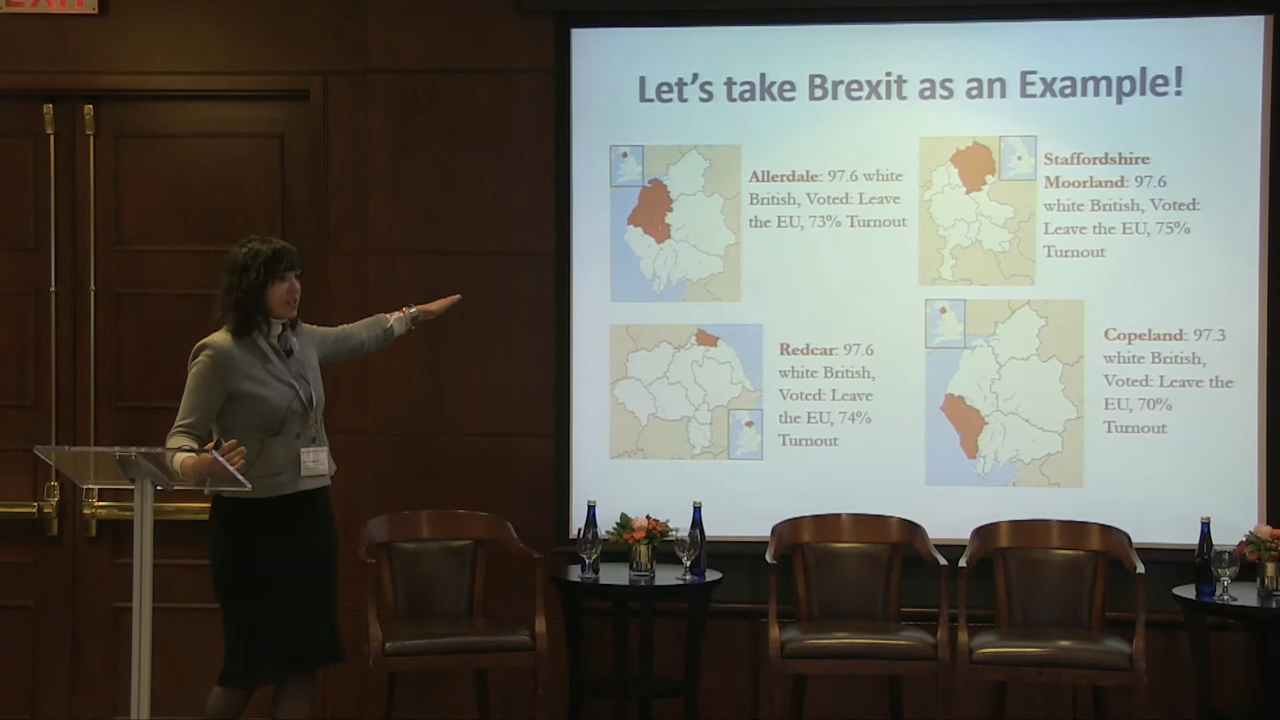 EXIT
Let's take Brexit as an Example!
Allerdale: 97.6 white
British, Voted: Leave
the EU, 73% Turnout
Staffordshire
Moorland: 97.6
white British, Voted:
Leave the EU, 75%
Turnout
Redcar: 97.6
white British,
Voted: Leave
the EU, 74%
Turnout
Copeland: 97.3
white British,
Voted: Leave the
EU, 70%
Turnout